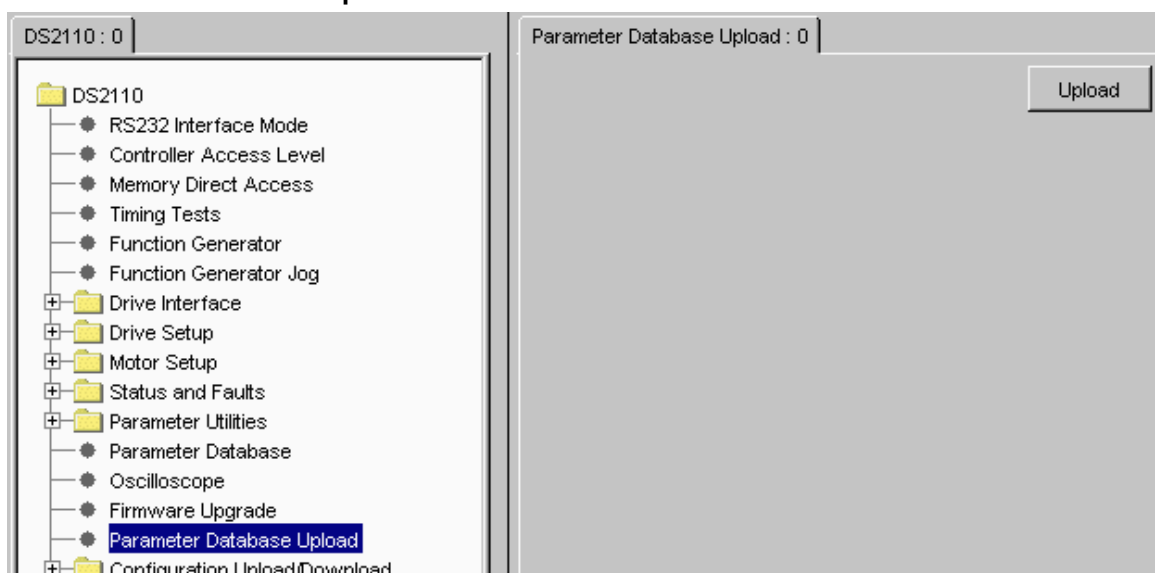 DS2110 : 0
DS2110
RS232 Interface Mode
Controller Access Level
Memory Direct Access
Timing Tests
Function Generator
Function Generator Jog
Drive Interface
Drive Setup
Motor Setup
Status and Faults
Parameter Utilities
Parameter Database
Oscilloscope
Firmware Upgrade
Parameter Database Upload
Configuration Upload/Download
Parameter Database Upload : 0
Upload